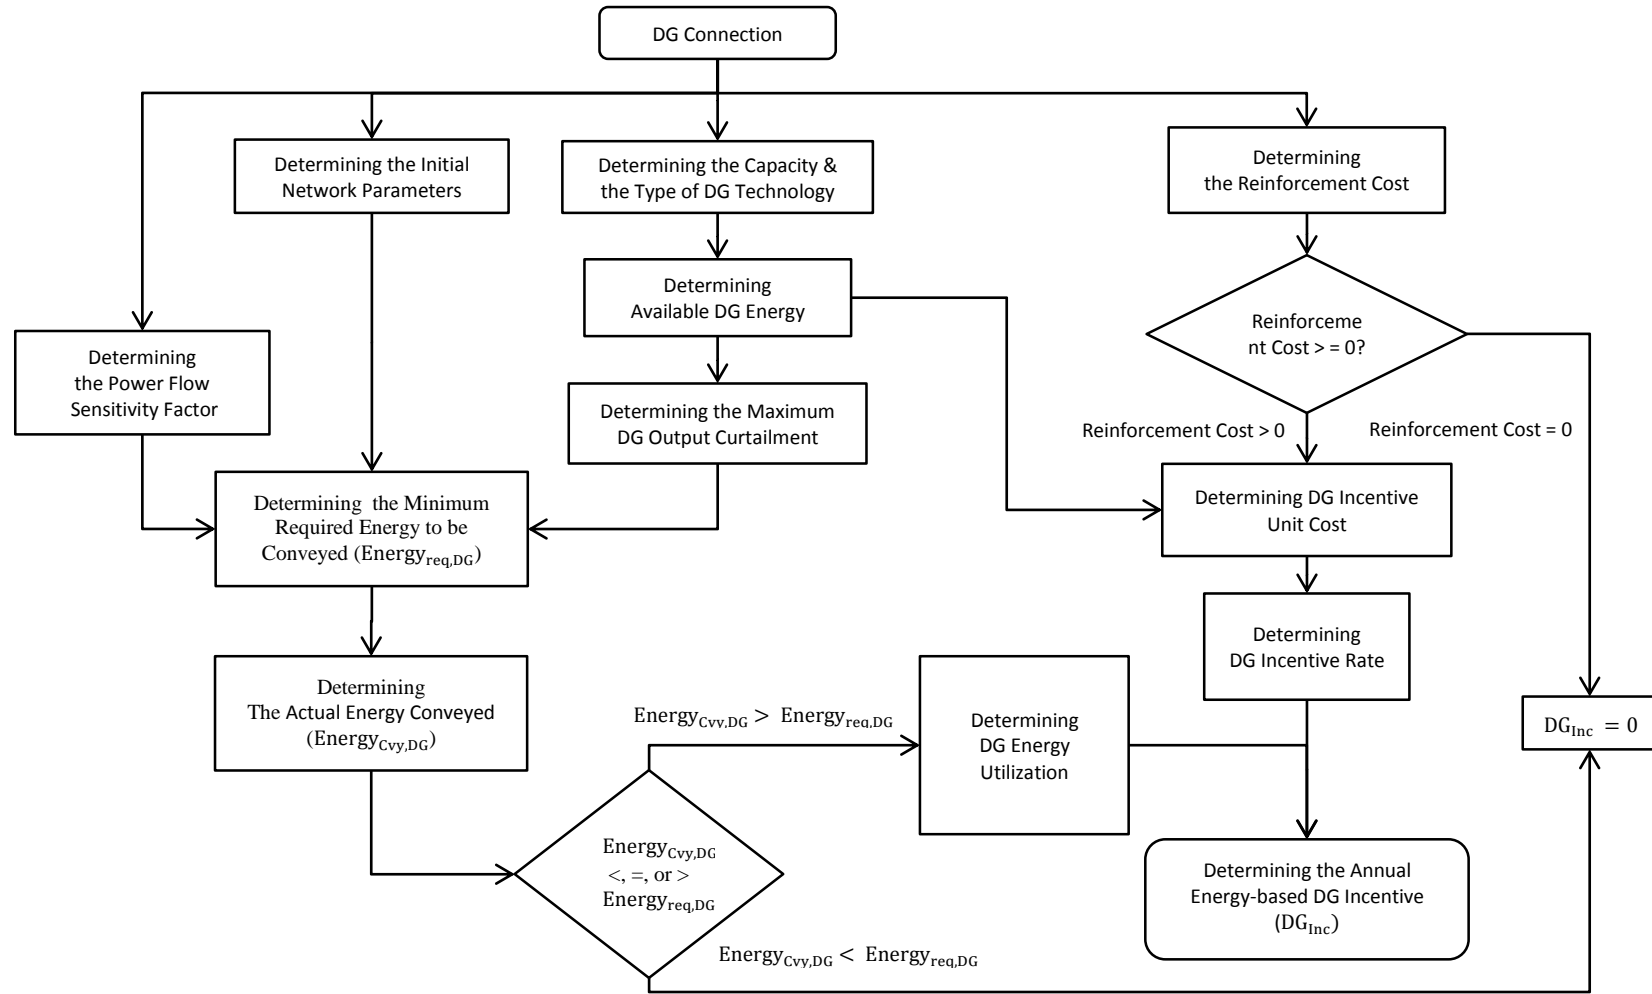 DG Connection
Determining the Initial
Network Parameters
Determining the Capacity &
the Type of DG Technology
Determining
the Reinforcement Cost
Determining
Available DG Energy
Reinforceme
nt Cost > = 0?
Determining
the Power Flow
Sensitivity Factor
Determining the Maximum
DG Output Curtailment
Reinforcement Cost > 0
Reinforcement Cost = 0
Determining the Minimum
Required Energy to be
Conveyed (Energy_req,DG)
Determining DG Incentive
Unit Cost
Determining
DG Incentive Rate
Determining
The Actual Energy Conveyed
(Energy_Cvy,DG)
Energy_Cvy,DG > Energy_req,DG
Determining
DG Energy
Utilization
DG_Inc = 0
Energy_Cvy,DG
<, =, or >
Energy_req,DG
Determining the Annual
Energy-based DG Incentive
(DG_Inc)
Energy_Cvy,DG < Energy_req,DG